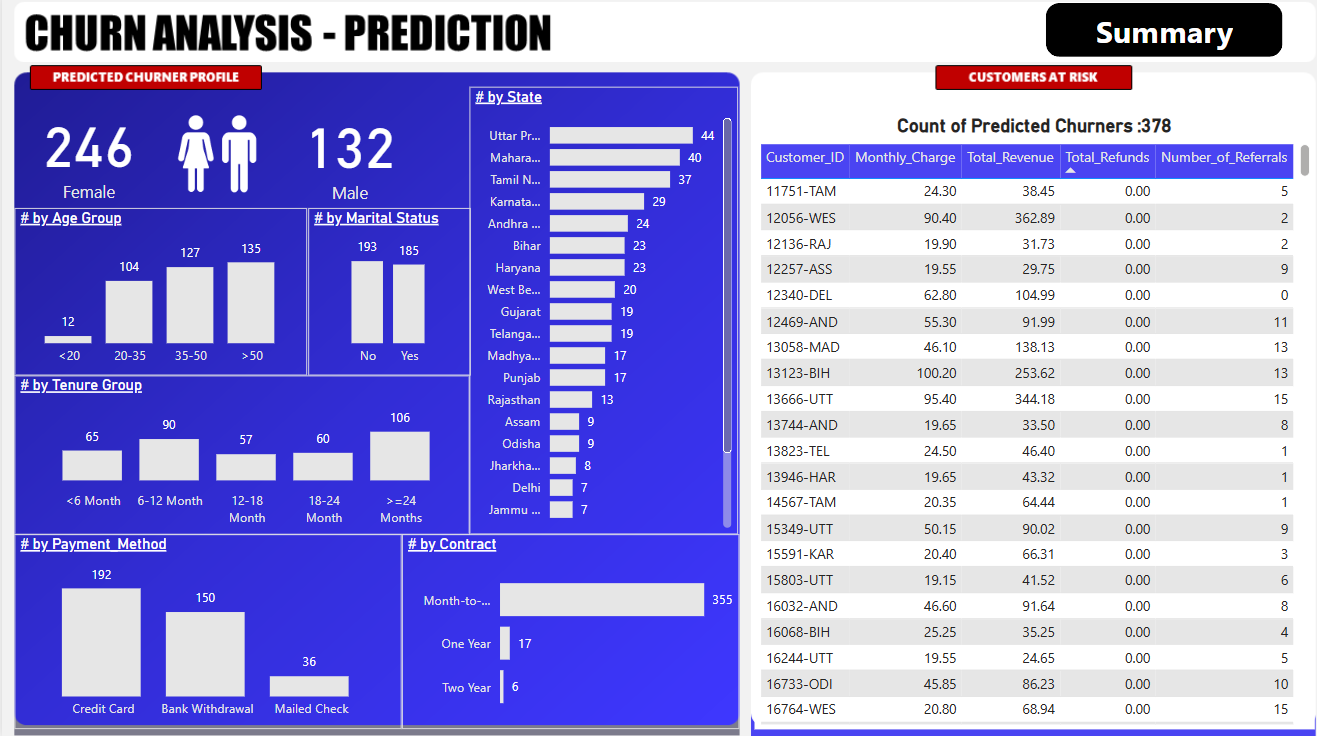 CHURN ANALYSIS - PREDICTION
Summary
PREDICTED CHURNER PROFILE
246
Female
132
Male
# by Age Group
12
104
127
135
<20
20-35
35-50
>50
# by Marital Status
193
185
No
Yes
# by Tenure Group
65
90
57
60
106
<6 Month
6-12 Month
12-18
Month
18-24
Month
>=24
Months
# by State
Uttar Pr... 44
Mahara... 40
Tamil N... 37
Karnata... 29
Andhra ... 24
Bihar 23
Haryana 23
West Be... 20
Gujarat 19
Telanga... 19
Madhya... 17
Punjab 17
Rajasthan 13
Assam 9
Odisha 9
Jharkha... 8
Delhi 7
Jammu ... 7
# by Payment_Method
192
150
36
Credit Card
Bank Withdrawal
Mailed Check
# by Contract
Month-to-... 355
One Year 17
Two Year 6
CUSTOMERS AT RISK
Count of Predicted Churners :378
Customer_ID Monthly_Charge Total_Revenue Total_Refunds Number_of_Referrals
11751-TAM 24.30 38.45 0.00 5
12056-WES 90.40 362.89 0.00 2
12136-RAJ 19.90 31.73 0.00 2
12257-ASS 19.55 29.75 0.00 9
12340-DEL 62.80 104.99 0.00 0
12469-AND 55.30 91.99 0.00 11
13058-MAD 46.10 138.13 0.00 13
13123-BIH 100.20 253.62 0.00 13
13666-UTT 95.40 344.18 0.00 15
13744-AND 19.65 33.50 0.00 8
13823-TEL 24.50 46.40 0.00 1
13946-HAR 19.65 43.32 0.00 1
14567-TAM 20.35 64.44 0.00 1
15349-UTT 50.15 90.02 0.00 9
15591-KAR 20.40 66.31 0.00 3
15803-UTT 19.15 41.52 0.00 6
16032-AND 46.60 91.64 0.00 8
16068-BIH 25.25 35.25 0.00 4
16244-UTT 19.55 24.65 0.00 5
16733-ODI 45.85 86.23 0.00 10
16764-WES 20.80 68.94 0.00 15